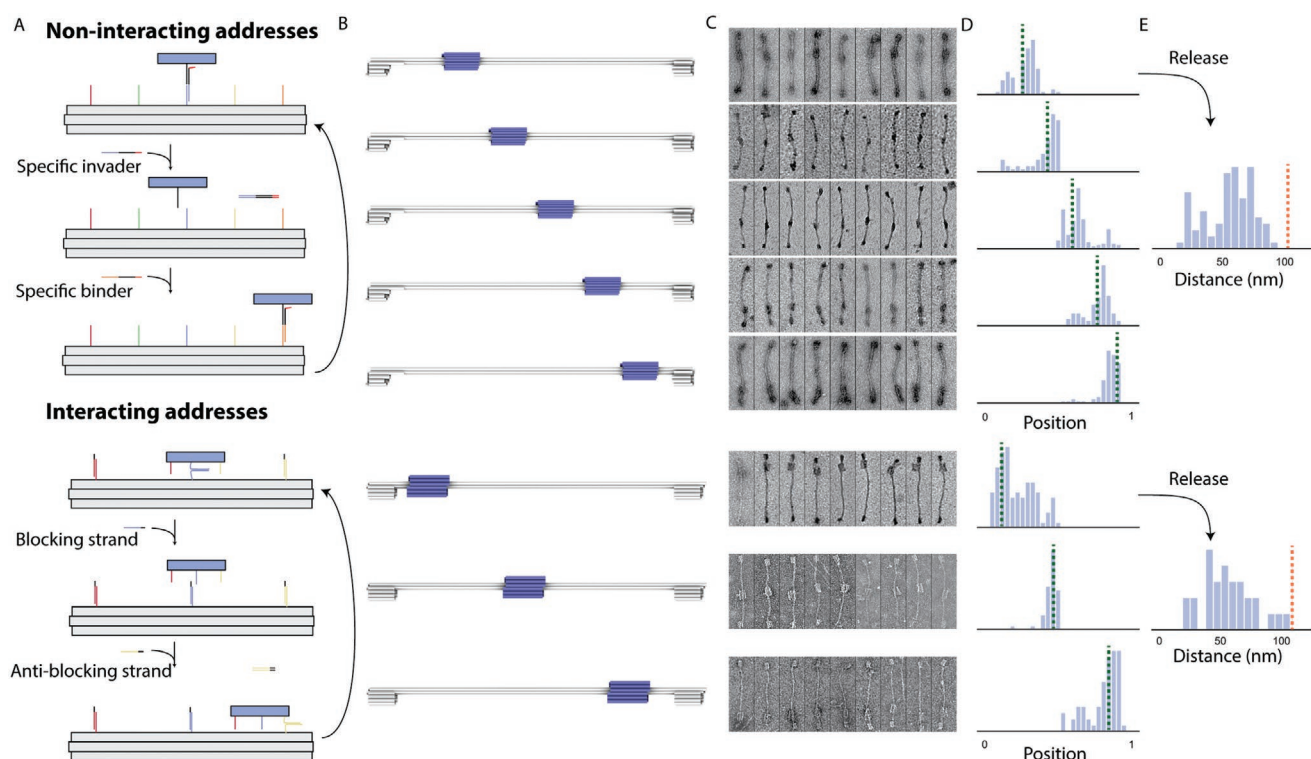 A
B
C
D
E
Non-interacting addresses
Release
Specific invader
Specific binder
0 50 100
Distance (nm)
0 1
Position
Interacting addresses
Release
Blocking strand
Anti-blocking strand
0 50 100
Distance (nm)
0 1
Position